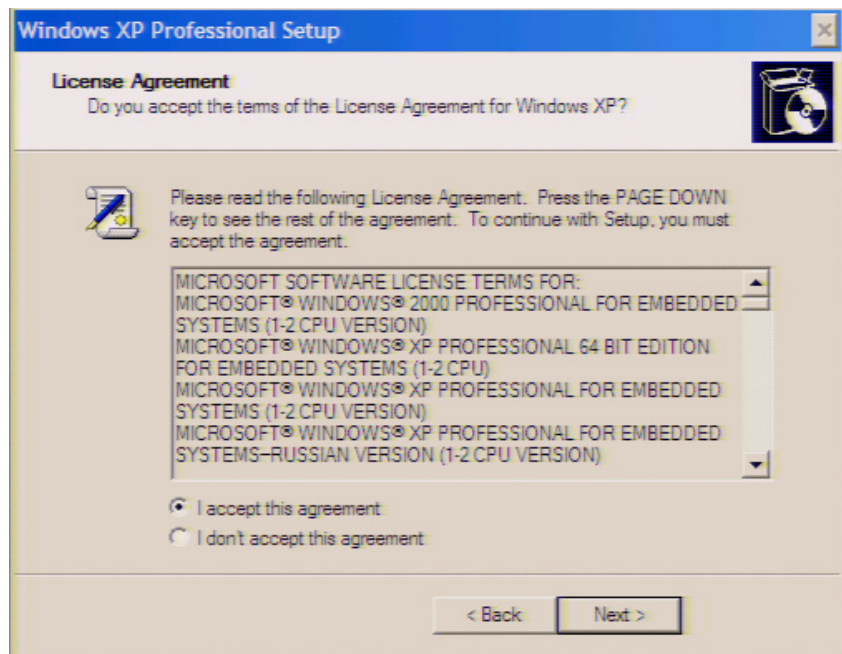 Windows XP Professional Setup
License Agreement
Do you accept the terms of the License Agreement for Windows XP?
Please read the following License Agreement. Press the PAGE DOWN
key to see the rest of the agreement. To continue with Setup, you must
accept the agreement.
MICROSOFT SOFTWARE LICENSE TERMS FOR:
MICROSOFT® WINDOWS® 2000 PROFESSIONAL FOR EMBEDDED
SYSTEMS (1-2 CPU VERSION)
MICROSOFT® WINDOWS® XP PROFESSIONAL 64 BIT EDITION
FOR EMBEDDED SYSTEMS (1-2 CPU)
MICROSOFT® WINDOWS® XP PROFESSIONAL FOR EMBEDDED
SYSTEMS (1-2 CPU VERSION)
MICROSOFT® WINDOWS® XP PROFESSIONAL FOR EMBEDDED
SYSTEMS–RUSSIAN VERSION (1-2 CPU VERSION)
I accept this agreement
I don't accept this agreement
< Back
Next >